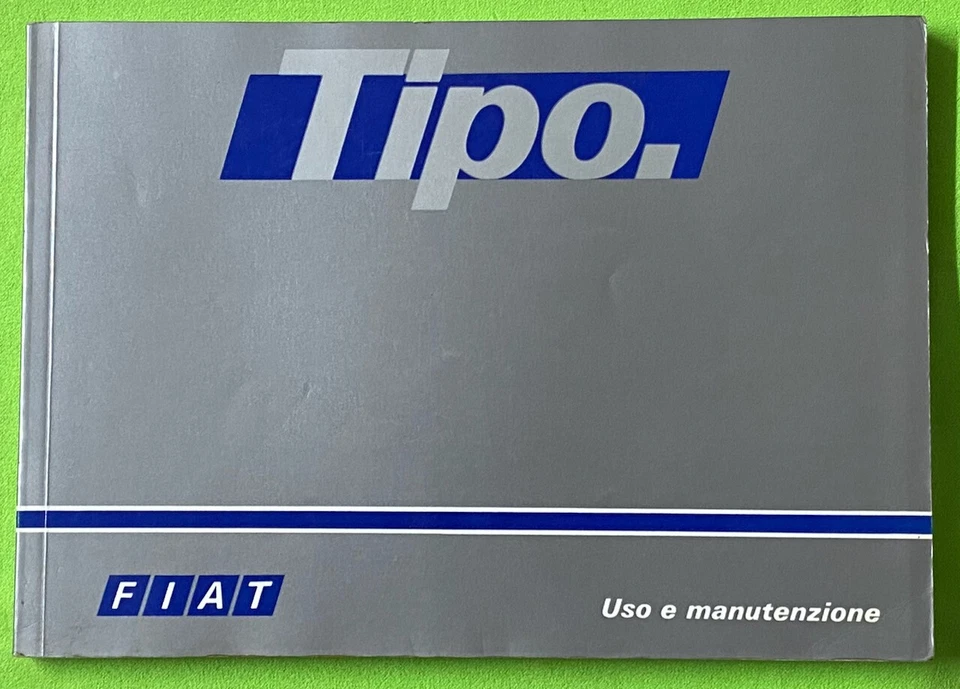 Tipo.
FIAT
Uso e manutenzione